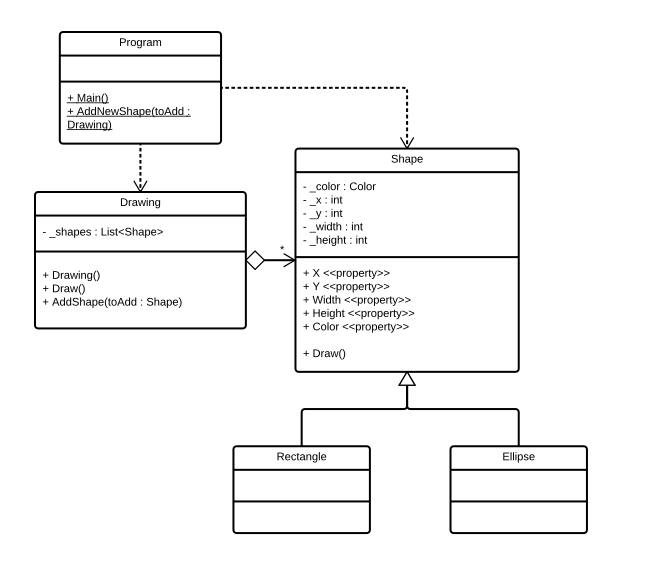 Program
+ Main()
+ AddNewShape(toAdd :
Drawing)
Shape
- _color : Color
- _x : int
- _y : int
- _width : int
- _height : int
+ X <<property>>
+ Y <<property>>
+ Width <<property>>
+ Height <<property>>
+ Color <<property>>
+ Draw()
Drawing
- _shapes : List<Shape>
+ Drawing()
+ Draw()
+ AddShape(toAdd : Shape)
*
Rectangle
Ellipse